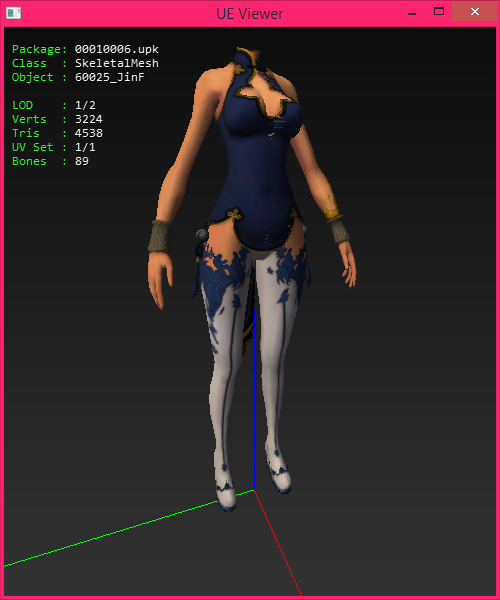 UE Viewer
Package: 00010006.upk
Class : SkeletalMesh
Object : 60025_JinF
LOD : 1/2
Verts : 3224
Tris : 4538
UV Set : 1/1
Bones : 89